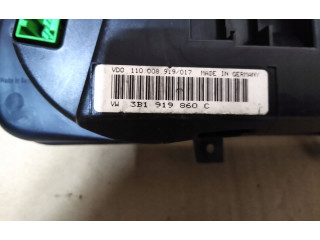 VDO 110 008 919/017 MADE IN GERMANY
VW 3B1 919 860 C